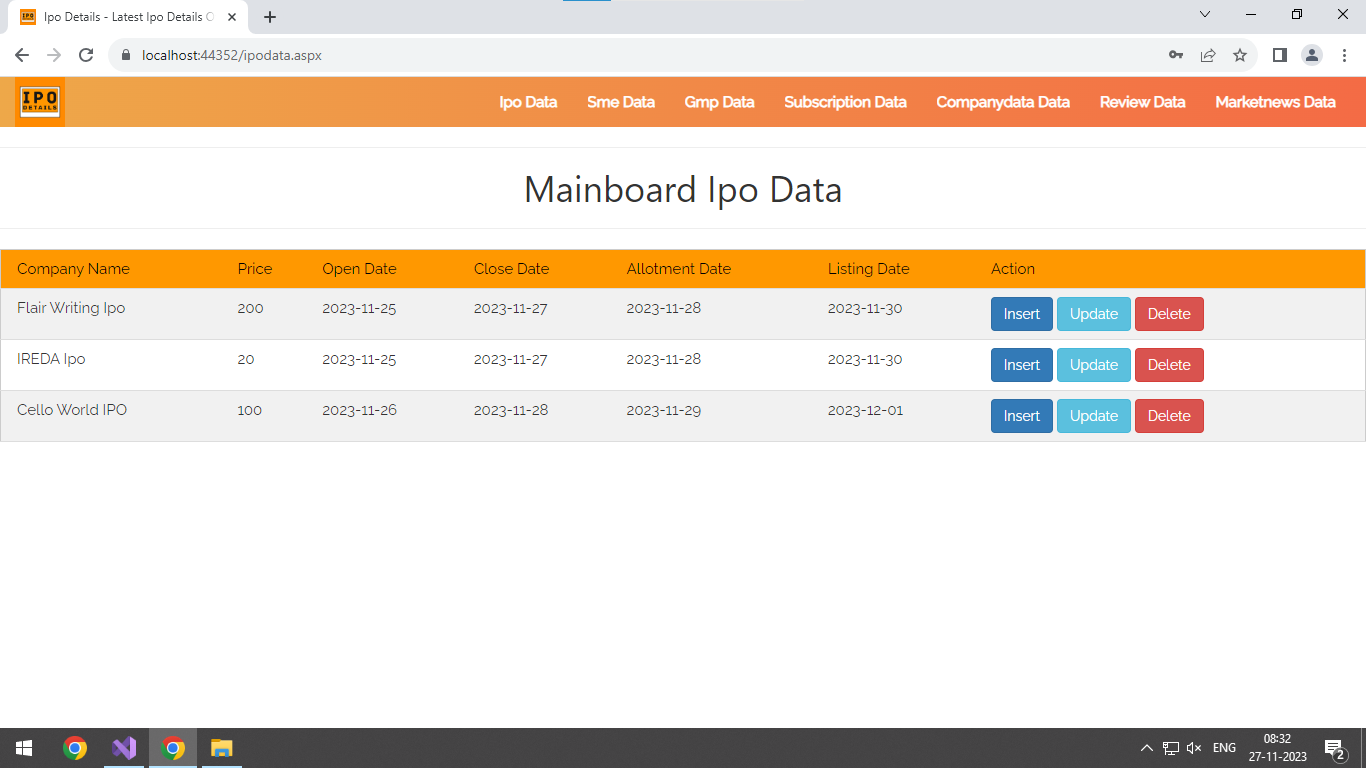 Ipo Details - Latest Ipo Details O
localhost:44352/ipodata.aspx
IPO
DETAILS
Ipo Data Sme Data Gmp Data Subscription Data Companydata Data Review Data Marketnews Data
Mainboard Ipo Data
Company Name Price Open Date Close Date Allotment Date Listing Date Action
Flair Writing Ipo 200 2023-11-25 2023-11-27 2023-11-28 2023-11-30 Insert Update Delete
IREDA Ipo 20 2023-11-25 2023-11-27 2023-11-28 2023-11-30 Insert Update Delete
Cello World IPO 100 2023-11-26 2023-11-28 2023-11-29 2023-12-01 Insert Update Delete
ENG
08:32
27-11-2023
2